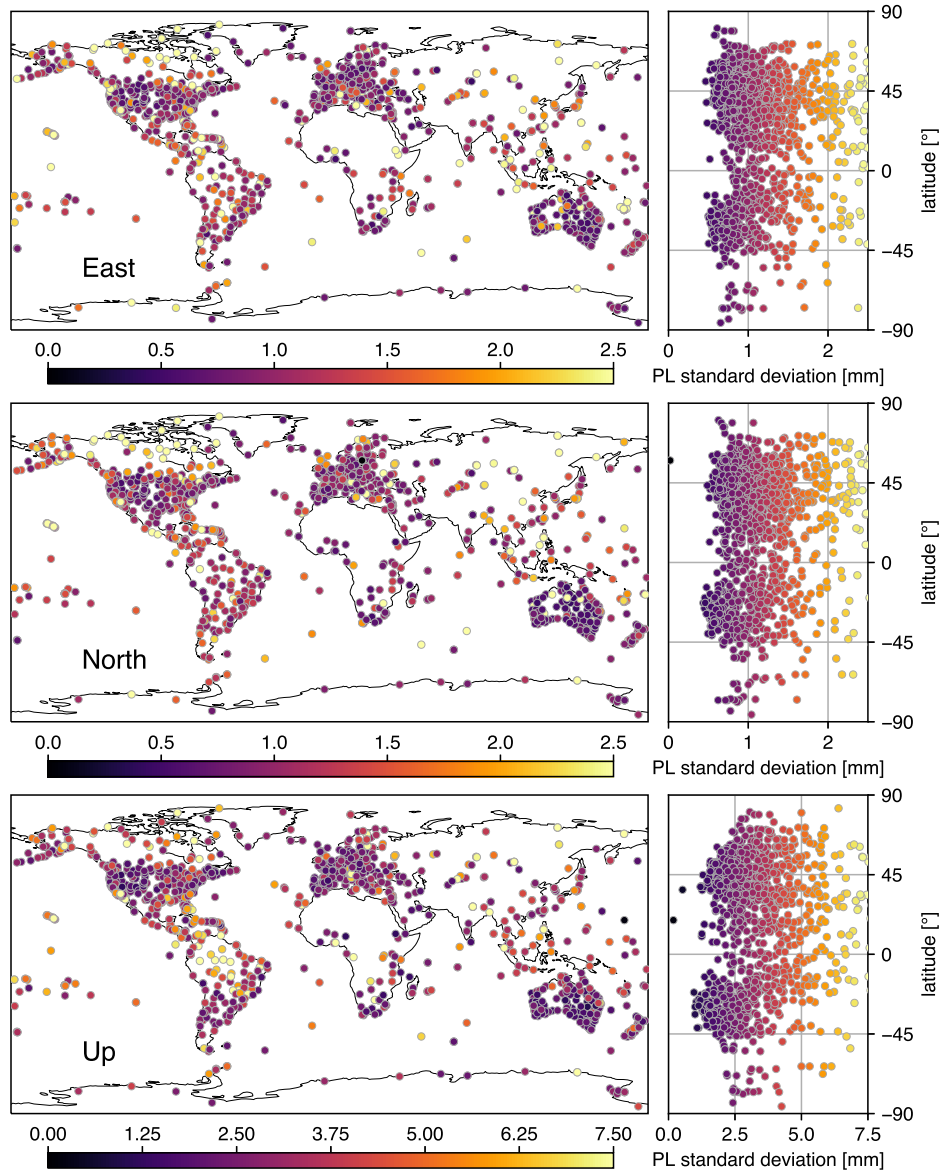 90
45
0
−45
−90
latitude [°]
East
0.0 0.5 1.0 1.5 2.0 2.5
0 1 2
PL standard deviation [mm]
90
45
0
−45
−90
latitude [°]
North
0.0 0.5 1.0 1.5 2.0 2.5
0 1 2
PL standard deviation [mm]
90
45
0
−45
−90
latitude [°]
Up
0.00 1.25 2.50 3.75 5.00 6.25 7.50
0.0 2.5 5.0 7.5
PL standard deviation [mm]